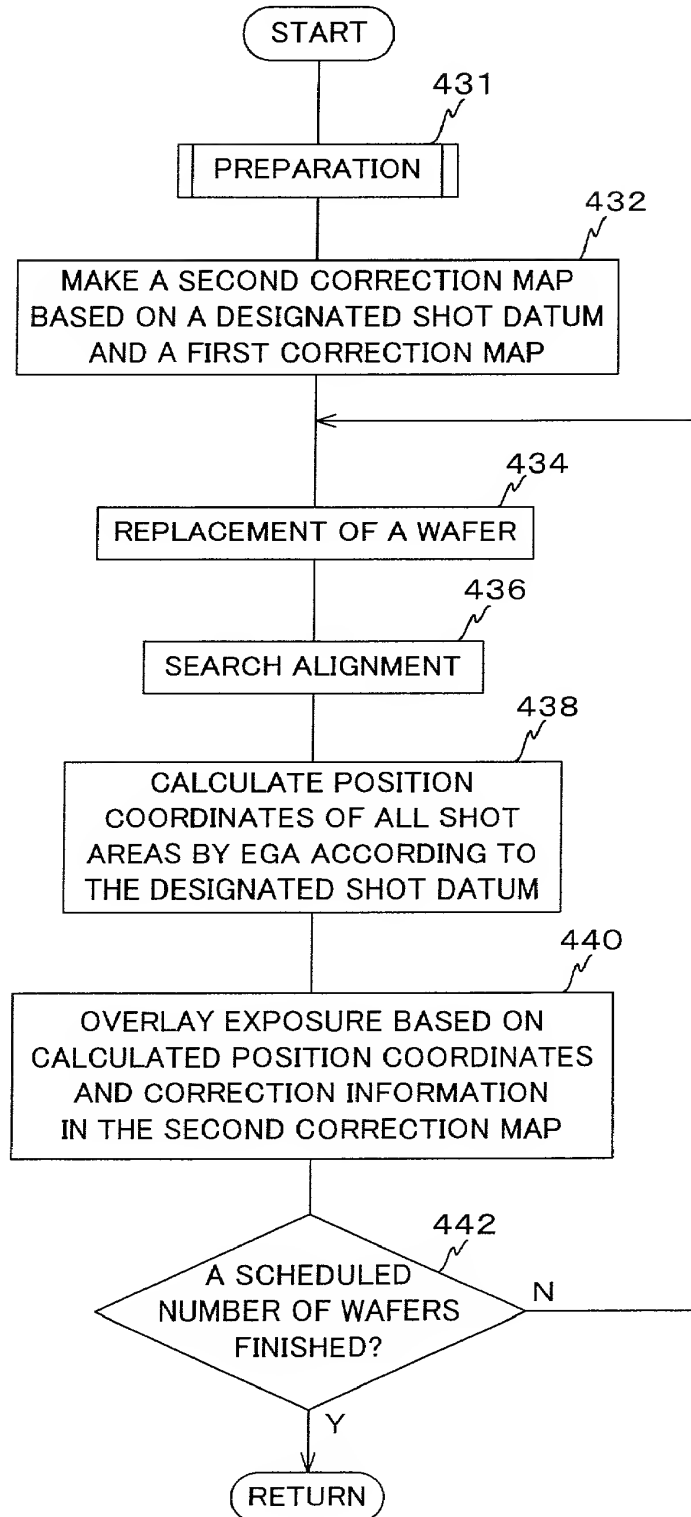 START
431
PREPARATION
432
MAKE A SECOND CORRECTION MAP
BASED ON A DESIGNATED SHOT DATUM
AND A FIRST CORRECTION MAP
434
REPLACEMENT OF A WAFER
436
SEARCH ALIGNMENT
438
CALCULATE POSITION
COORDINATES OF ALL SHOT
AREAS BY EGA ACCORDING TO
THE DESIGNATED SHOT DATUM
440
OVERLAY EXPOSURE BASED ON
CALCULATED POSITION COORDINATES
AND CORRECTION INFORMATION
IN THE SECOND CORRECTION MAP
442
A SCHEDULED
NUMBER OF WAFERS
FINISHED?
N
Y
RETURN